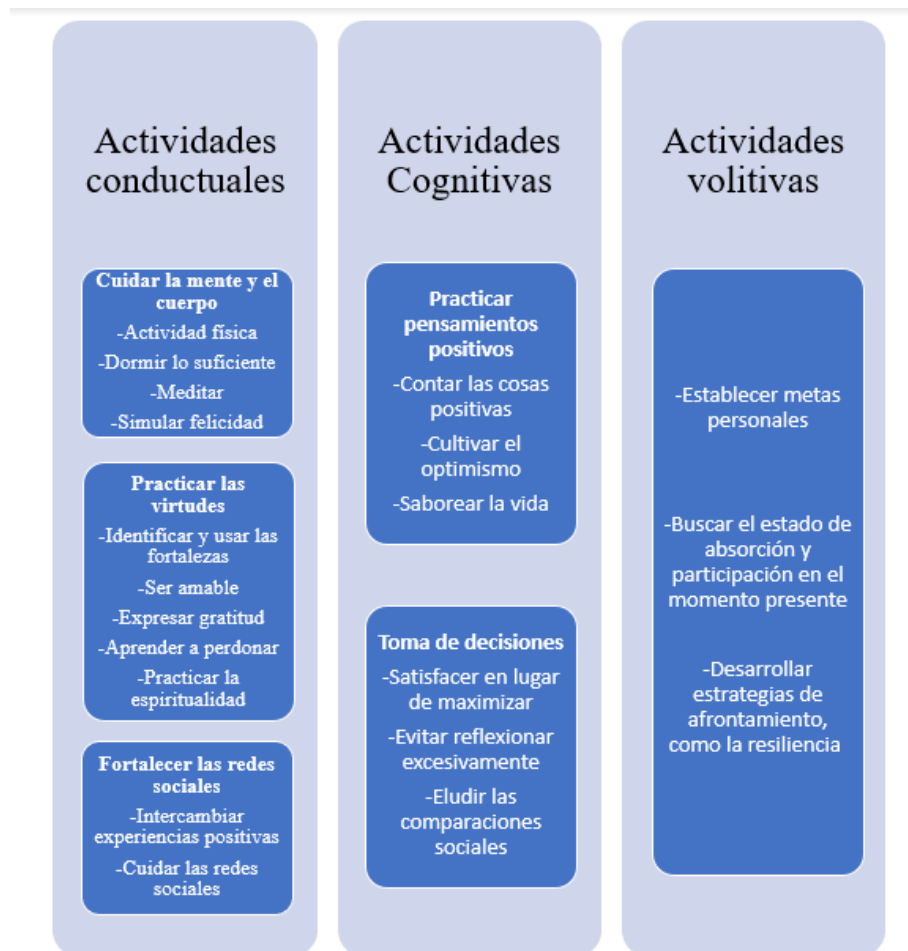 Actividades
conductuales
Cuidar la mente y el
cuerpo
-Actividad física
-Dormir lo suficiente
-Meditar
-Simular felicidad
Practicar las
virtudes
-Identificar y usar las
fortalezas
-Ser amable
-Expresar gratitud
-Aprender a perdonar
-Practicar la
espiritualidad
Fortalecer las redes
sociales
-Intercambiar
experiencias positivas
-Cuidar las redes
sociales
Actividades
Cognitivas
Practicar
pensamientos
positivos
-Contar las cosas
positivas
-Cultivar el
optimismo
-Saborear la vida
Toma de decisiones
-Satisfacer en lugar
de maximizar
-Evitar reflexionar
excesivamente
-Eludir las
comparaciones
sociales
Actividades
volitivas
-Establecer metas
personales
-Buscar el estado de
absorción y
participación en el
momento presente
-Desarrollar
estrategias de
afrontamiento,
como la resiliencia